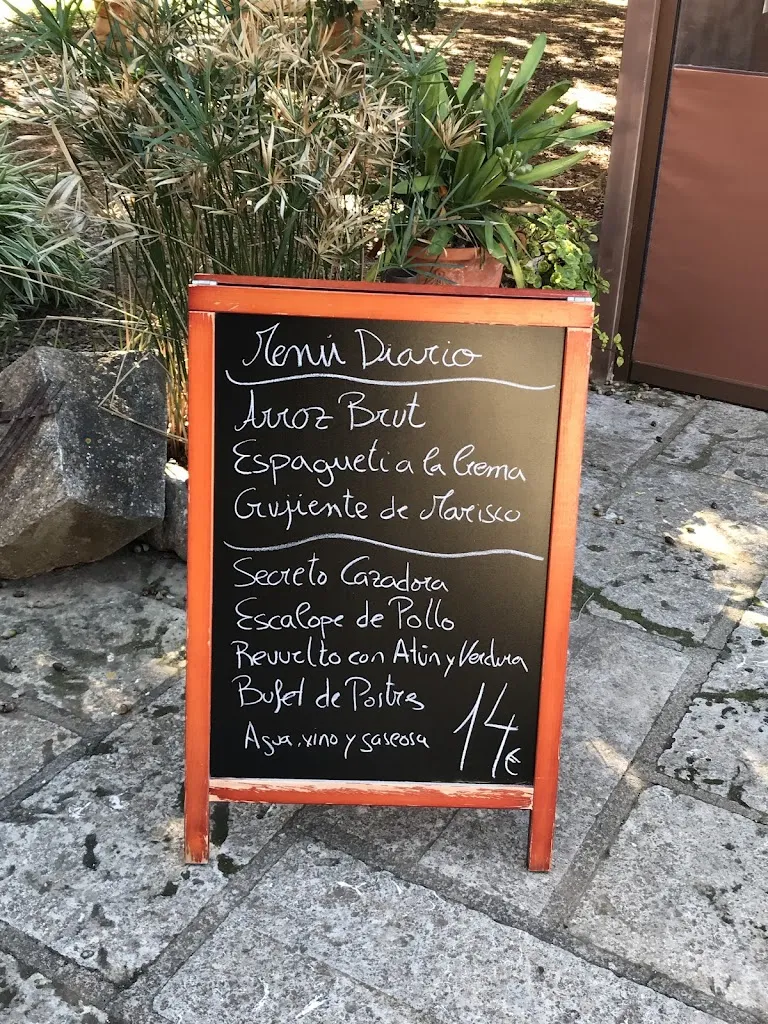 Menú Diario
Arroz Brut
Espagueti a la Crema
Crujiente de Marisco
Secreto Cazadora
Escalope de Pollo
Revuelto con Atún y Verdura
Bufet de Postres
Agua, vino y gaseosa
14€